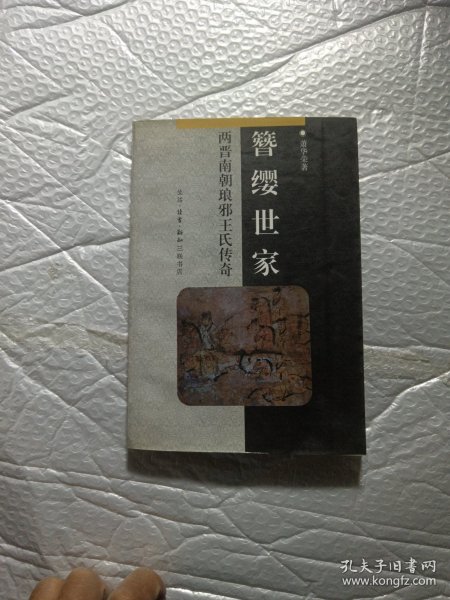 簪缨世家
萧华荣著
两晋南朝琅邪王氏传奇
生活·读书·新知三联书店
孔夫子旧书网
www.kongfz.com